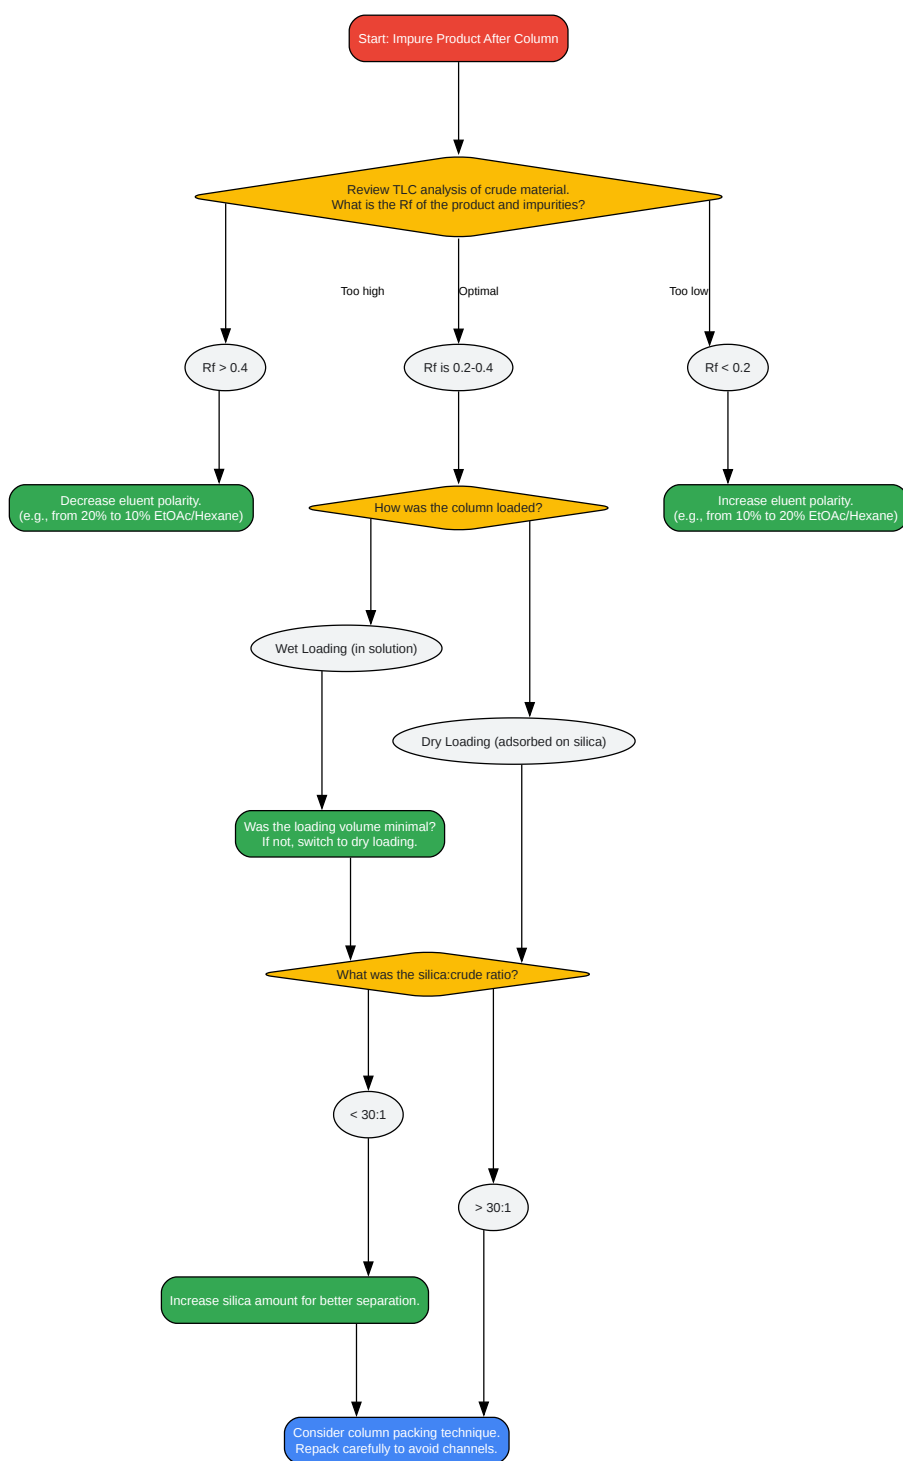 Start: Impure Product After Column
Review TLC analysis of crude material.
What is the Rf of the product and impurities?
Too high
Optimal
Too low
Rf > 0.4
Rf is 0.2-0.4
Rf < 0.2
Decrease eluent polarity.
(e.g., from 20% to 10% EtOAc/Hexane)
How was the column loaded?
Increase eluent polarity.
(e.g., from 10% to 20% EtOAc/Hexane)
Wet Loading (in solution)
Dry Loading (adsorbed on silica)
Was the loading volume minimal?
If not, switch to dry loading.
What was the silica:crude ratio?
< 30:1
> 30:1
Increase silica amount for better separation.
Consider column packing technique.
Repack carefully to avoid channels.